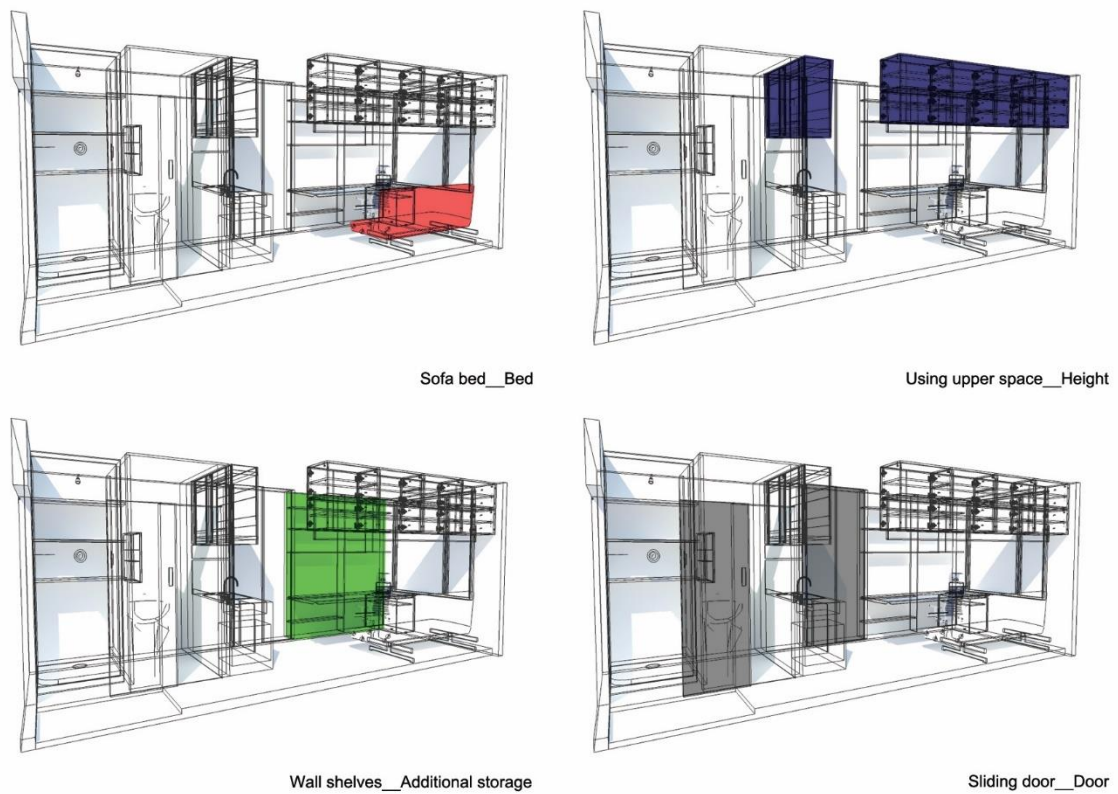 Sofa bed__Bed
Using upper space__Height
Wall shelves__Additional storage
Sliding door__Door